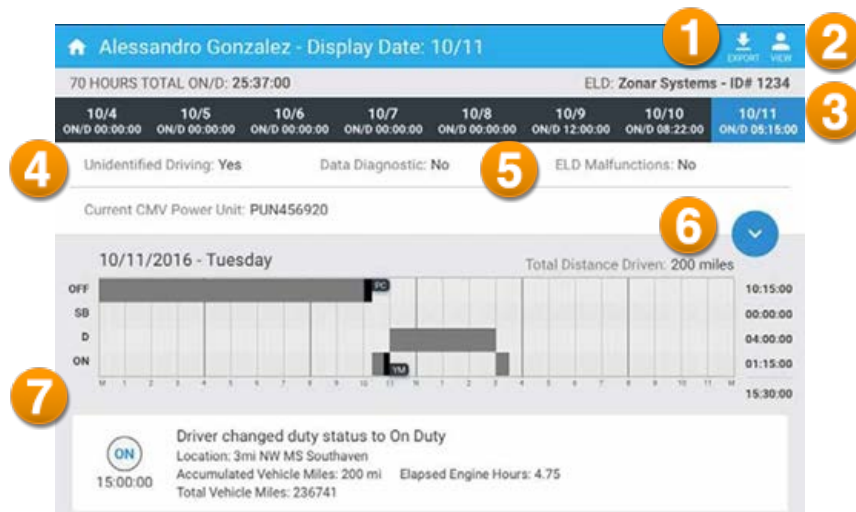 Alessandro Gonzalez - Display Date: 10/11
1
EXPORT
VIEW
2
70 HOURS TOTAL ON/D: 25:37:00 ELD: Zonar Systems - ID# 1234
10/4 10/5 10/6 10/7 10/8 10/9 10/10 10/11
ON/D 00:00:00 ON/D 00:00:00 ON/D 00:00:00 ON/D 00:00:00 ON/D 00:00:00 ON/D 12:00:00 ON/D 08:22:00 ON/D 05:15:00
3
4
Unidentified Driving: Yes Data Diagnostic: No
5
ELD Malfunctions: No
Current CMV Power Unit: PUN456920
6
10/11/2016 - Tuesday Total Distance Driven: 200 miles
OFF PC 10:15:00
SB 00:00:00
D 04:00:00
ON YM 01:15:00
M 1 2 3 4 5 6 7 8 9 10 11 N 1 2 3 4 5 6 7 8 9 10 11 M
15:30:00
7
ON
15:00:00
Driver changed duty status to On Duty
Location: 3mi NW MS Southaven
Accumulated Vehicle Miles: 200 mi Elapsed Engine Hours: 4.75
Total Vehicle Miles: 236741